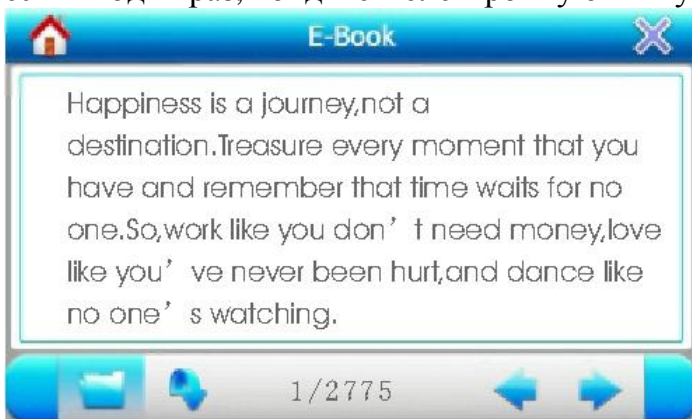 E-Book
Happiness is a journey,not a
destination.Treasure every moment that you
have and remember that time waits for no
one.So,work like you don’ t need money,love
like you’ ve never been hurt,and dance like
no one’ s watching.
1/2775